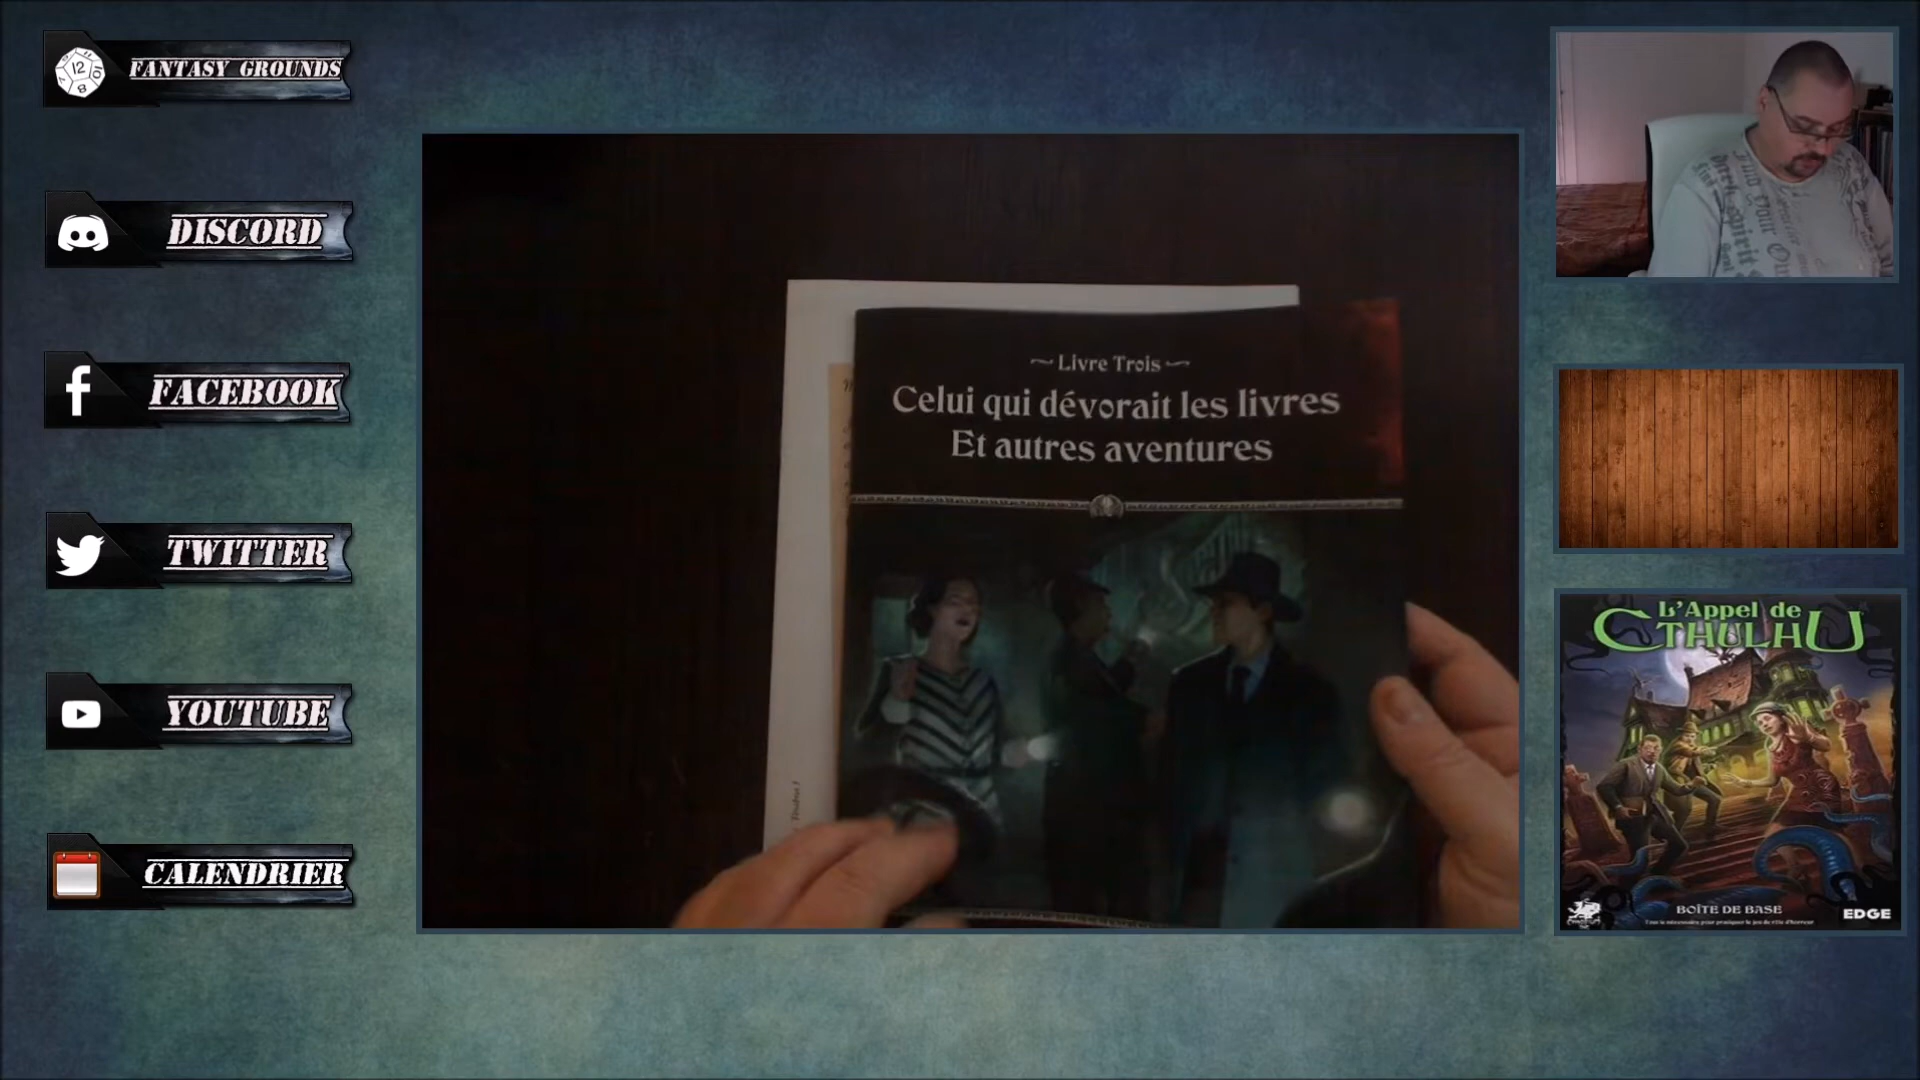 FANTASY GROUNDS
DISCORD
FACEBOOK
TWITTER
YOUTUBE
CALENDRIER
~ Livre Trois ~
Celui qui dévorait les livres
Et autres aventures
L'Appel de
CTHULHU
BOÎTE DE BASE
EDGE